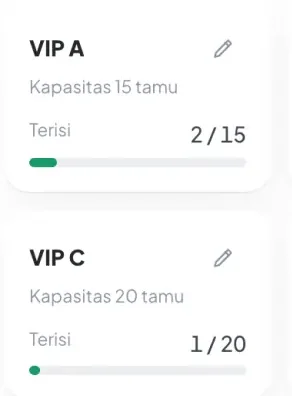 VIP A
Kapasitas 15 tamu
Terisi
2 / 15
VIP C
Kapasitas 20 tamu
Terisi
1 / 20